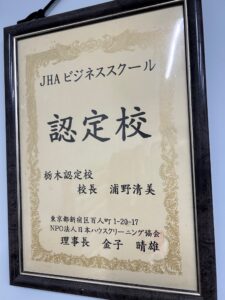 JHAビジネススクール
認定校
栃木認定校
校長 浦野清美
東京都新宿区百人町1-20-17
NPO法人日本ハウスクリーニング協会
理事長 金子 晴雄